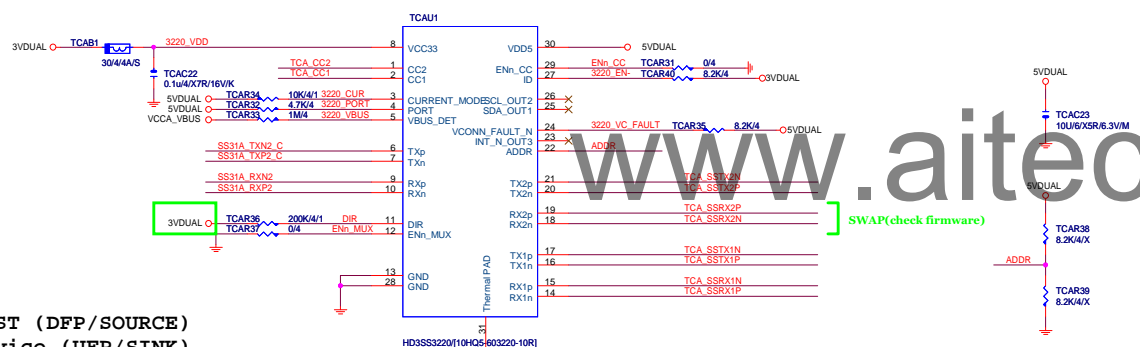 TCAU1
3VDUAL TCAB1 3220_VDD 8 VCC33 VDD5 30 5VDUAL
30/4/4A/S
TCAC22
0.1u/4/X7R/16V/K
TCA_CC2 1 CC2 ENn_CC 29 EN_CC TCAR31 0/4
TCA_CC1 2 CC1 ID 27 3220_EN- TCAR40 8.2K/4 3VDUAL
5VDUAL
5VDUAL TCAR34 10K/4/1 3220_CUR 3 CURRENT_MODE SCL_OUT2 26
5VDUAL TCAR32 4.7K/4 3220_PORT 4 PORT SDA_OUT1 25
VCCA_VBUS TCAR33 1M/4 3220_VBUS 5 VBUS_DET
TCAC23
10U/6/X5R/6.3V/M
VCONN_FAULT_N 24 3220_VC_FAULT TCAR35 8.2K/4 5VDUAL
INT_N_OUT3 23
SS31A_TXN2_C 6 TXp ADDR 22 ADDR
SS31A_TXP2_C 7 TXn
www.aitec
SS31A_RXN2 9 RXp TX2p 21 TCA_SSTX2N
SS31A_RXP2 10 RXn TX2n 20 TCA_SSTX2P
5VDUAL
3VDUAL TCAR36 200K/4/1 DIR 11 DIR RX2p 19 TCA_SSRX2P
TCAR37 0/4 ENn_MUX 12 ENn_MUX RX2n 18 TCA_SSRX2N
SWAP(check firmware)
TCAR38
8.2K/4/X
TX1p 17 TCA_SSTX1N
TX1n 16 TCA_SSTX1P
ADDR
13 GND
28 GND
RX1p 15 TCA_SSRX1N
RX1n 14 TCA_SSRX1P
TCAR39
8.2K/4/X
Thermal PAD
31
ST (DFP/SOURCE)
vice (UFP/SINK)
HD3SS3220/[10HQ5-603220-10R]